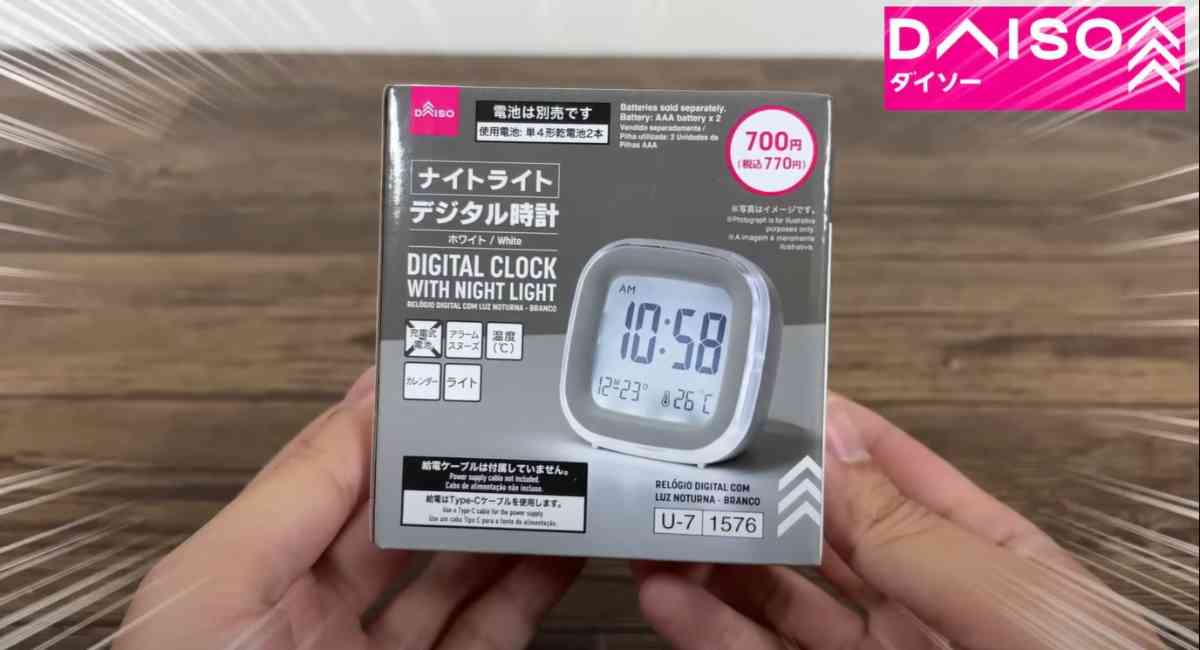 DAISO
ダイソー
DAISO
電池は別売です
使用電池: 単4形乾電池2本
Batteries sold separately.
Battery: AAA battery x 2
Vendido separadamente /
Pilha utilizada: 2 Unidades de
Pilhas AAA
700円
(税込770円)
ナイトライト
デジタル時計
ホワイト / White
DIGITAL CLOCK
WITH NIGHT LIGHT
RELÓGIO DIGITAL COM LUZ NOTURNA - BRANCO
※写真はイメージです。
※Photograph is for illustrative
purposes only.
※A imagem é meramente
ilustrativa.
充電式
電池
アラーム
スヌーズ
温度
(℃)
カレンダー
ライト
AM
10:58
12M23D
26℃
給電ケーブルは付属していません。
Power supply cable not included.
Cabo de alimentação não incluso.
給電はType-Cケーブルを使用します。
Use a Type-C cable for the power supply
Use um cabo Tipo C para a fonte de alimentação.
RELÓGIO DIGITAL COM
LUZ NOTURNA - BRANCO
U-7 1576